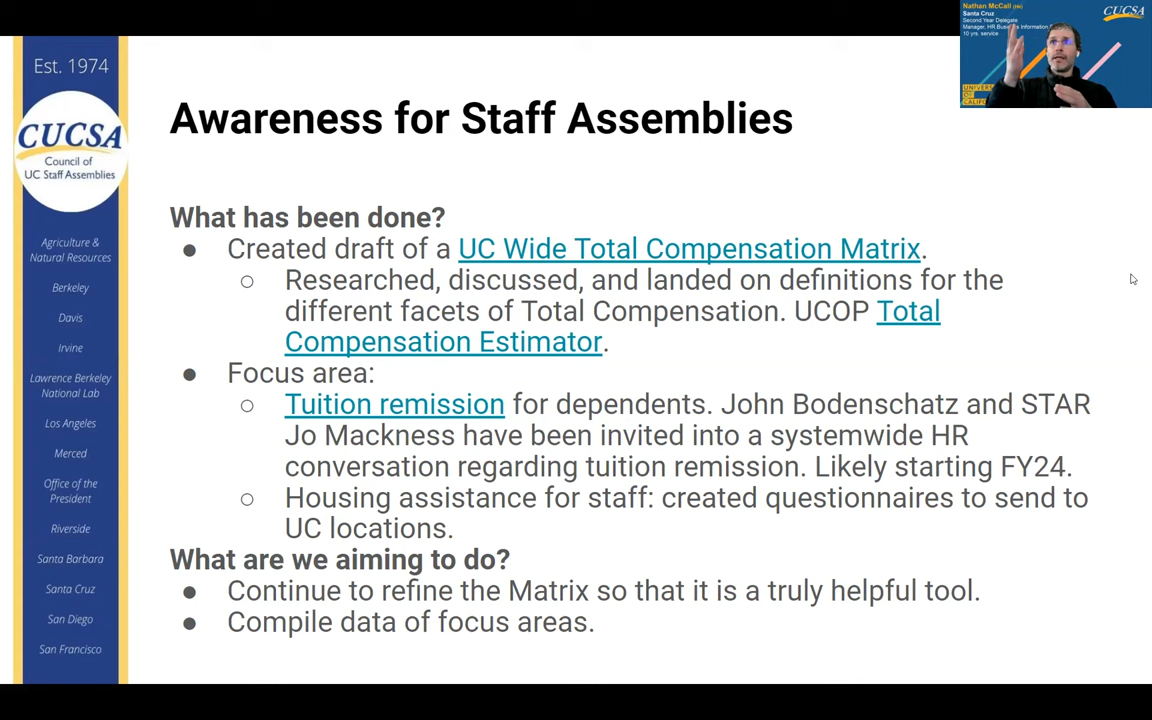 Est. 1974
CUCSA
Council of
UC Staff Assemblies
Agriculture &
Natural Resources
Berkeley
Davis
Irvine
Lawrence Berkeley
National Lab
Los Angeles
Merced
Office of the
President
Riverside
Santa Barbara
Santa Cruz
San Diego
San Francisco
Awareness for Staff Assemblies
What has been done?
● Created draft of a UC Wide Total Compensation Matrix.
○ Researched, discussed, and landed on definitions for the
different facets of Total Compensation. UCOP Total
Compensation Estimator.
● Focus area:
○ Tuition remission for dependents. John Bodenschatz and STAR
Jo Mackness have been invited into a systemwide HR
conversation regarding tuition remission. Likely starting FY24.
○ Housing assistance for staff: created questionnaires to send to
UC locations.
What are we aiming to do?
● Continue to refine the Matrix so that it is a truly helpful tool.
● Compile data of focus areas.
Nathan McCall
Santa Cruz
Second Year Delegate
Manager, HR Business Information
10 yrs. service
CUCSA